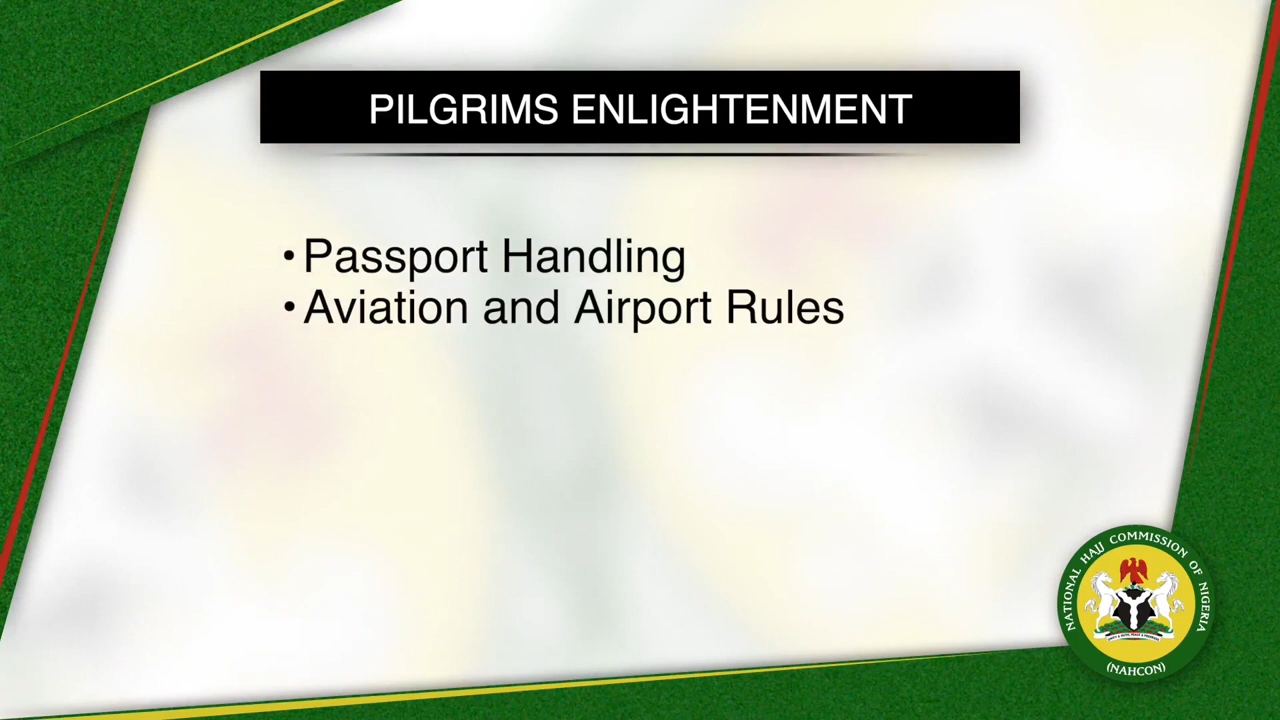 PILGRIMS ENLIGHTENMENT
• Passport Handling
• Aviation and Airport Rules
NATIONAL HAJJ COMMISSION OF NIGERIA
(NAHCON)